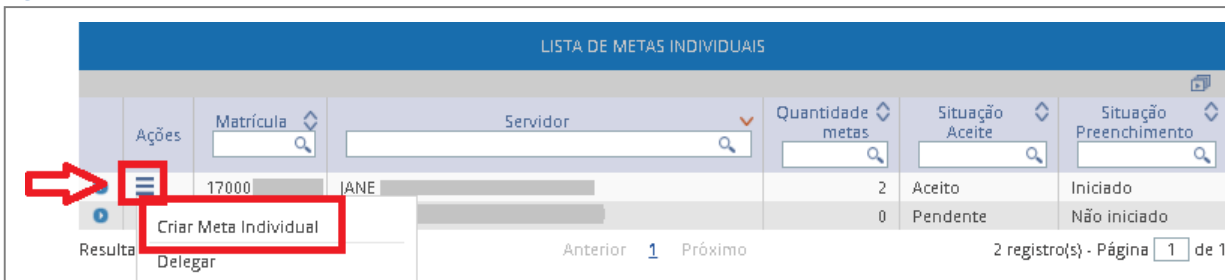 LISTA DE METAS INDIVIDUAIS
Ações Matrícula Servidor Quantidade metas Situação Aceite Situação Preenchimento
17000 JANE 2 Aceito Iniciado
0 Pendente Não iniciado
Criar Meta Individual
Resulta Anterior 1 Próximo 2 registro(s) - Página 1 de 1
Delegar